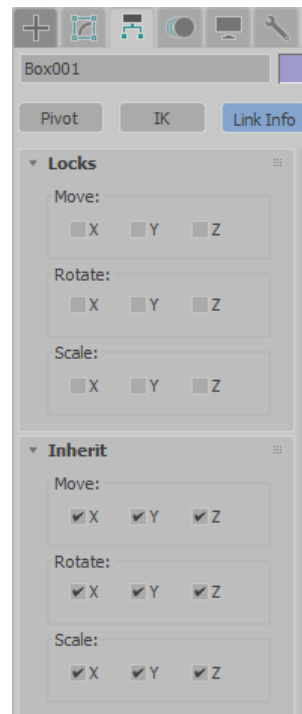 Box001
Pivot IK Link Info
Locks
Move:
X Y Z
Rotate:
X Y Z
Scale:
X Y Z
Inherit
Move:
X Y Z
Rotate:
X Y Z
Scale:
X Y Z